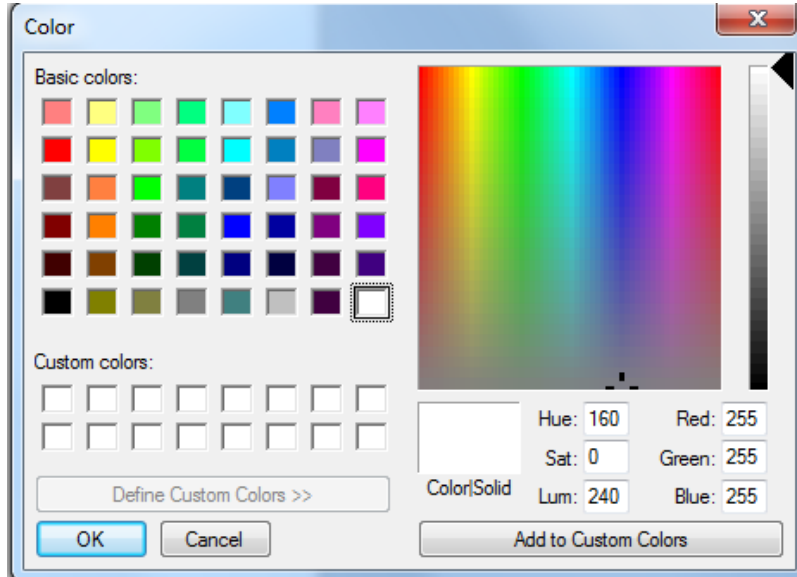 Color
Basic colors:
Custom colors:
Define Custom Colors >>
OK Cancel
Color|Solid
Hue: 160 Red: 255
Sat: 0 Green: 255
Lum: 240 Blue: 255
Add to Custom Colors